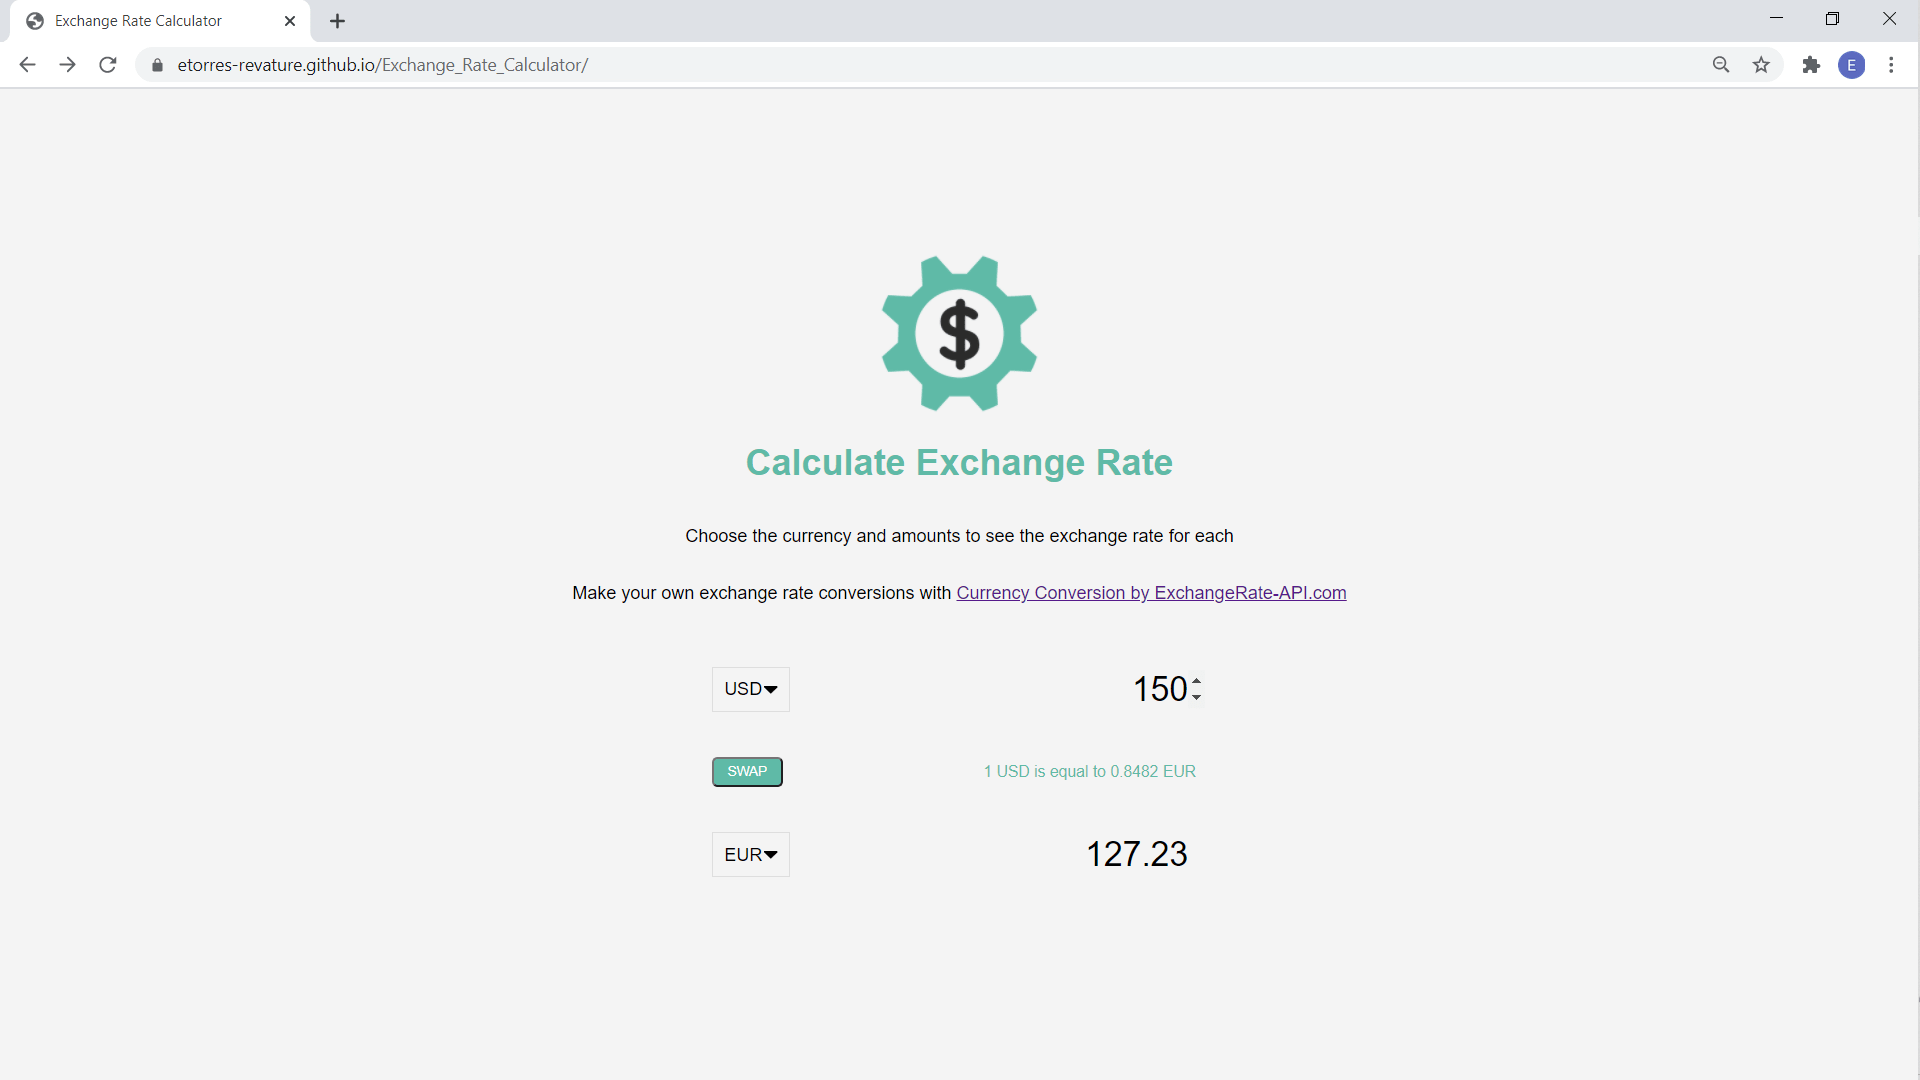 Exchange Rate Calculator
etorres-revature.github.io/Exchange_Rate_Calculator/
E
$
Calculate Exchange Rate
Choose the currency and amounts to see the exchange rate for each
Make your own exchange rate conversions with Currency Conversion by ExchangeRate-API.com
USD 150
SWAP 1 USD is equal to 0.8482 EUR
EUR 127.23